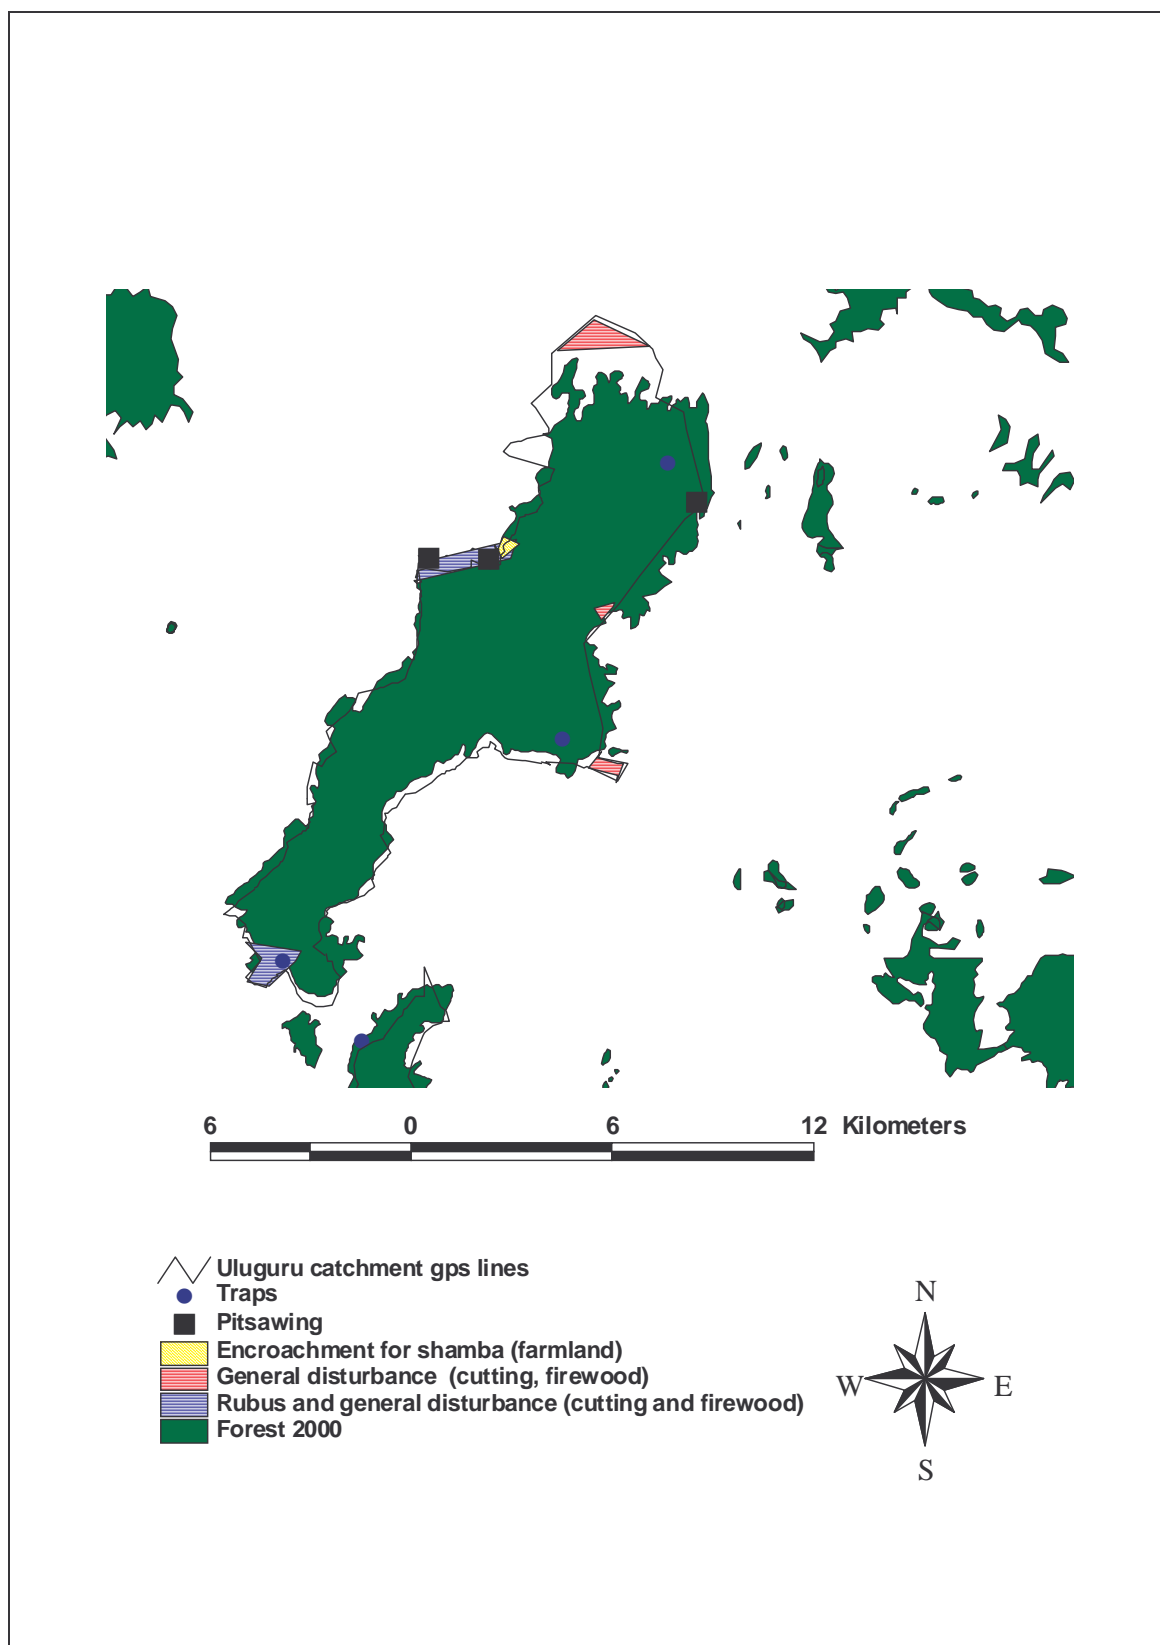 6 0 6 12 Kilometers
Uluguru catchment gps lines
Traps
Pitsawing
Encroachment for shamba (farmland)
General disturbance (cutting, firewood)
Rubus and general disturbance (cutting and firewood)
Forest 2000
N
W E
S